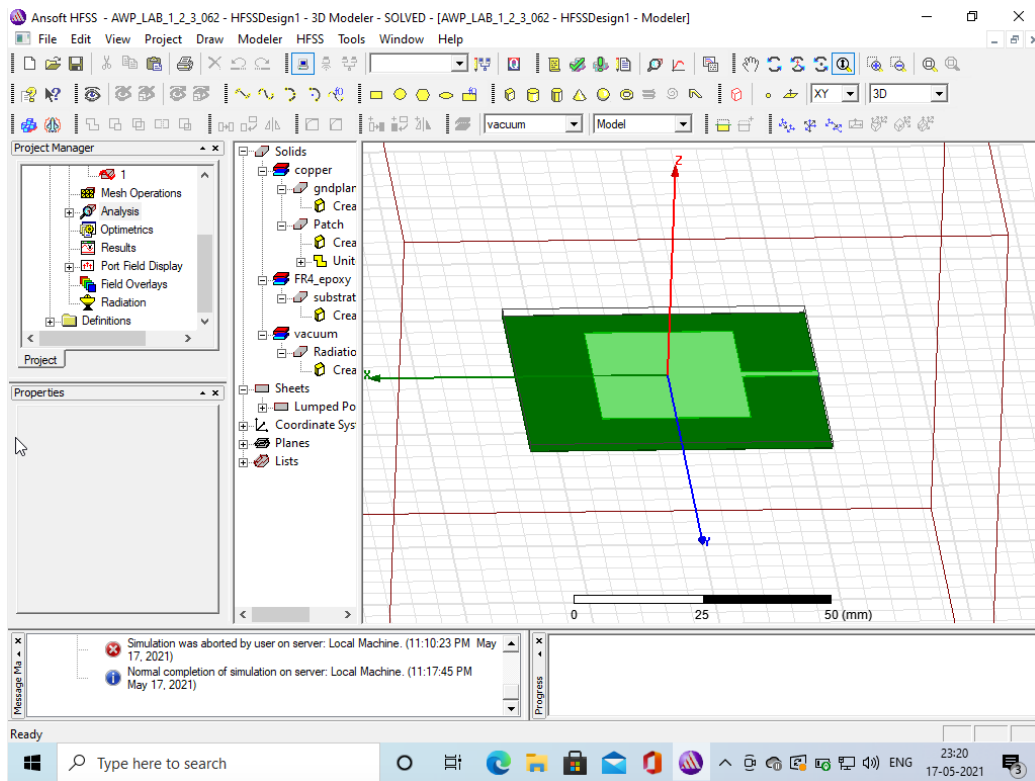 Ansoft HFSS - AWP_LAB_1_2_3_062 - HFSSDesign1 - 3D Modeler - SOLVED - [AWP_LAB_1_2_3_062 - HFSSDesign1 - Modeler]
File Edit View Project Draw Modeler HFSS Tools Window Help
XY 3D
vacuum Model
Project Manager
1
Mesh Operations
Analysis
Optimetrics
Results
Port Field Display
Field Overlays
Radiation
Definitions
Project
Properties
Solids
copper
gndplar
Crea
Patch
Crea
Unit
FR4_epoxy
substrat
Crea
vacuum
Radiatio
Crea
Sheets
Lumped Po
Coordinate Sys
Planes
Lists
Z
X
Y
0 25 50 (mm)
Message Ma
Simulation was aborted by user on server: Local Machine. (11:10:23 PM May
17, 2021)
Normal completion of simulation on server: Local Machine. (11:17:45 PM
May 17, 2021)
Progress
Ready
Type here to search
ENG
23:20
17-05-2021
3